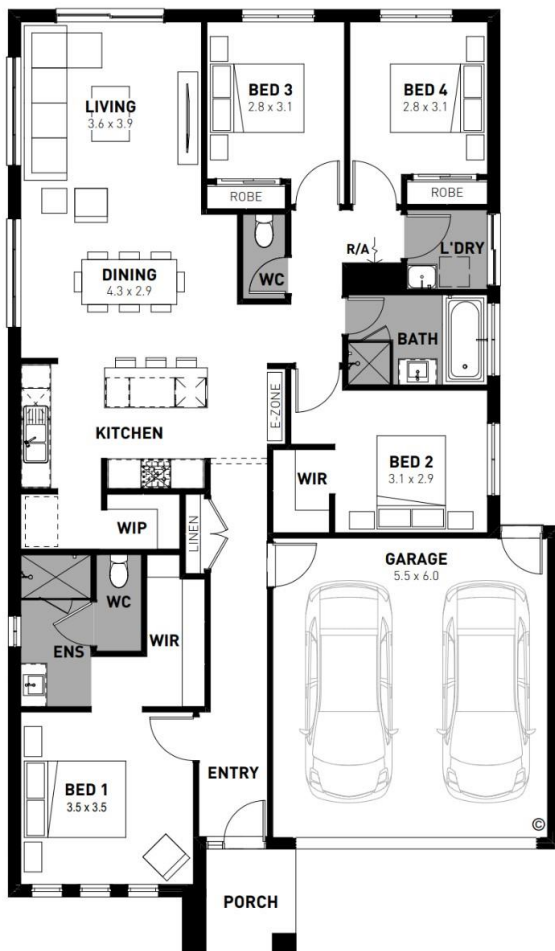 LIVING
3.6 x 3.9
BED 3
2.8 x 3.1
BED 4
2.8 x 3.1
ROBE
ROBE
DINING
4.3 x 2.9
WC
R/A
L'DRY
BATH
E-ZONE
KITCHEN
WIR
BED 2
3.1 x 2.9
WIP
LINEN
GARAGE
5.5 x 6.0
WC
ENS
WIR
BED 1
3.5 x 3.5
ENTRY
©
PORCH